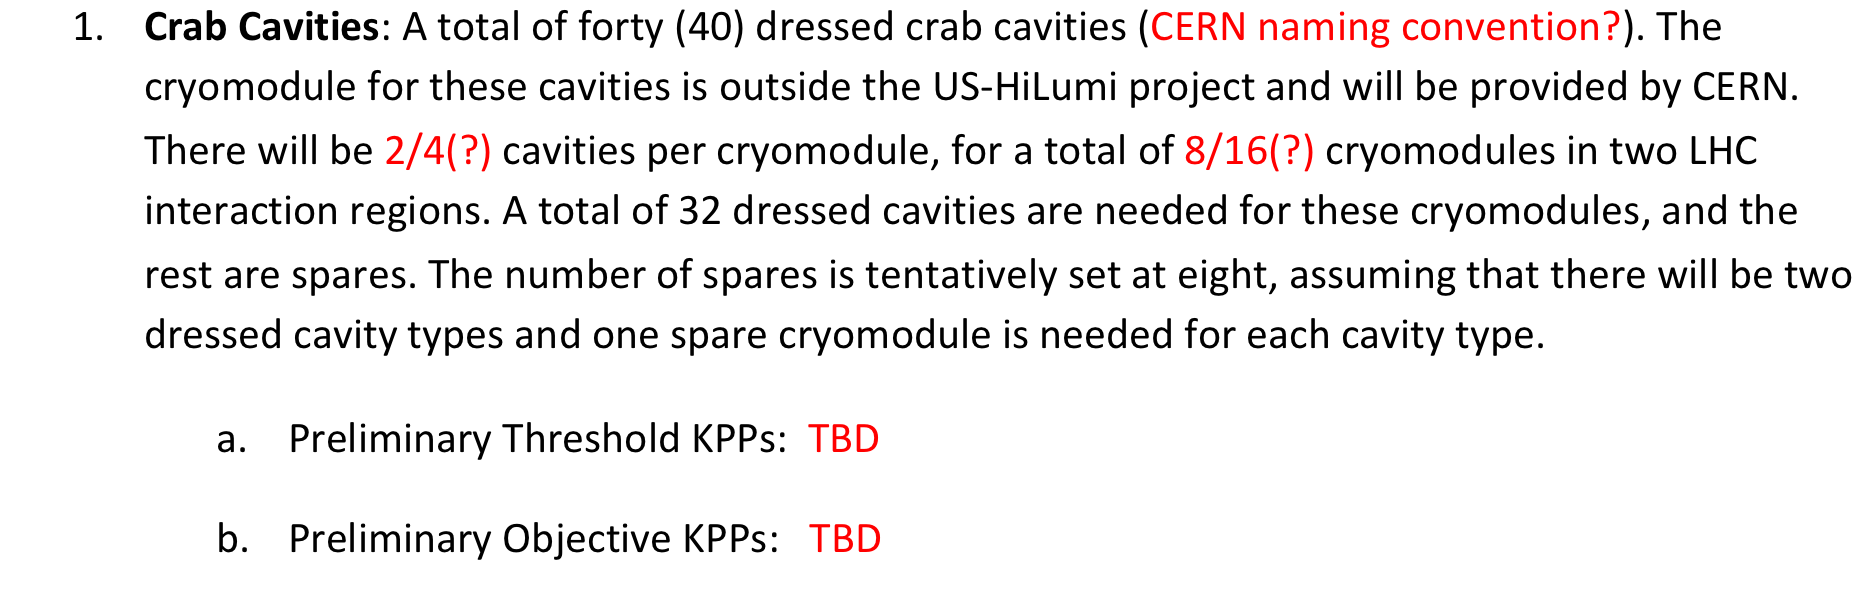 1. Crab Cavities: A total of forty (40) dressed crab cavities (CERN naming convention?). The
cryomodule for these cavities is outside the US-HiLumi project and will be provided by CERN.
There will be 2/4(?) cavities per cryomodule, for a total of 8/16(?) cryomodules in two LHC
interaction regions. A total of 32 dressed cavities are needed for these cryomodules, and the
rest are spares. The number of spares is tentatively set at eight, assuming that there will be two
dressed cavity types and one spare cryomodule is needed for each cavity type.
a. Preliminary Threshold KPPs: TBD
b. Preliminary Objective KPPs: TBD